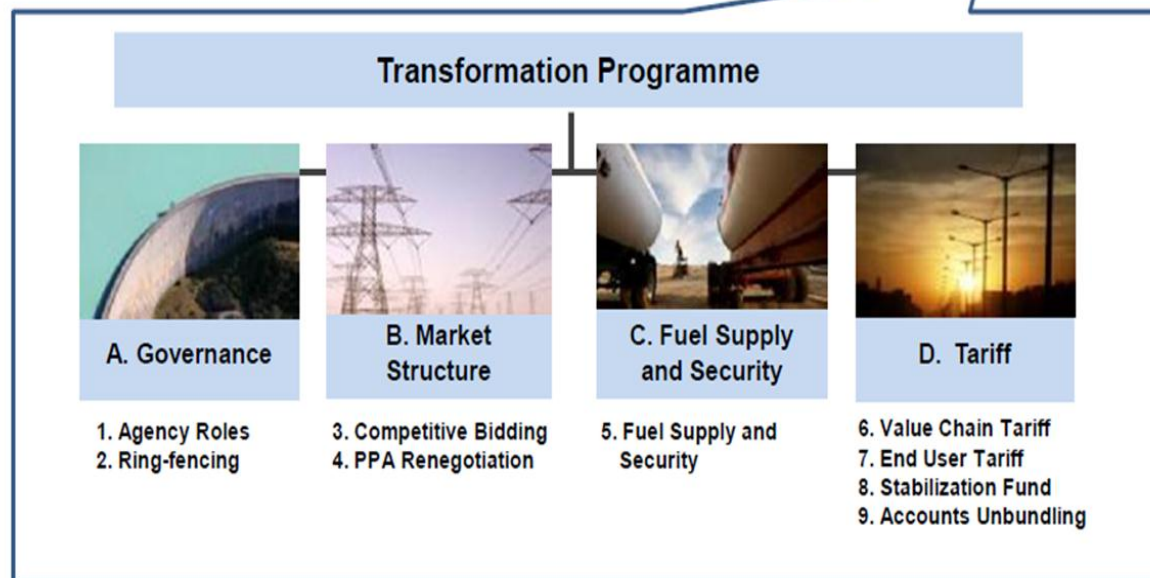 Transformation Programme
A. Governance
1. Agency Roles
2. Ring-fencing
B. Market
Structure
3. Competitive Bidding
4. PPA Renegotiation
C. Fuel Supply
and Security
5. Fuel Supply and
Security
D. Tariff
6. Value Chain Tariff
7. End User Tariff
8. Stabilization Fund
9. Accounts Unbundling